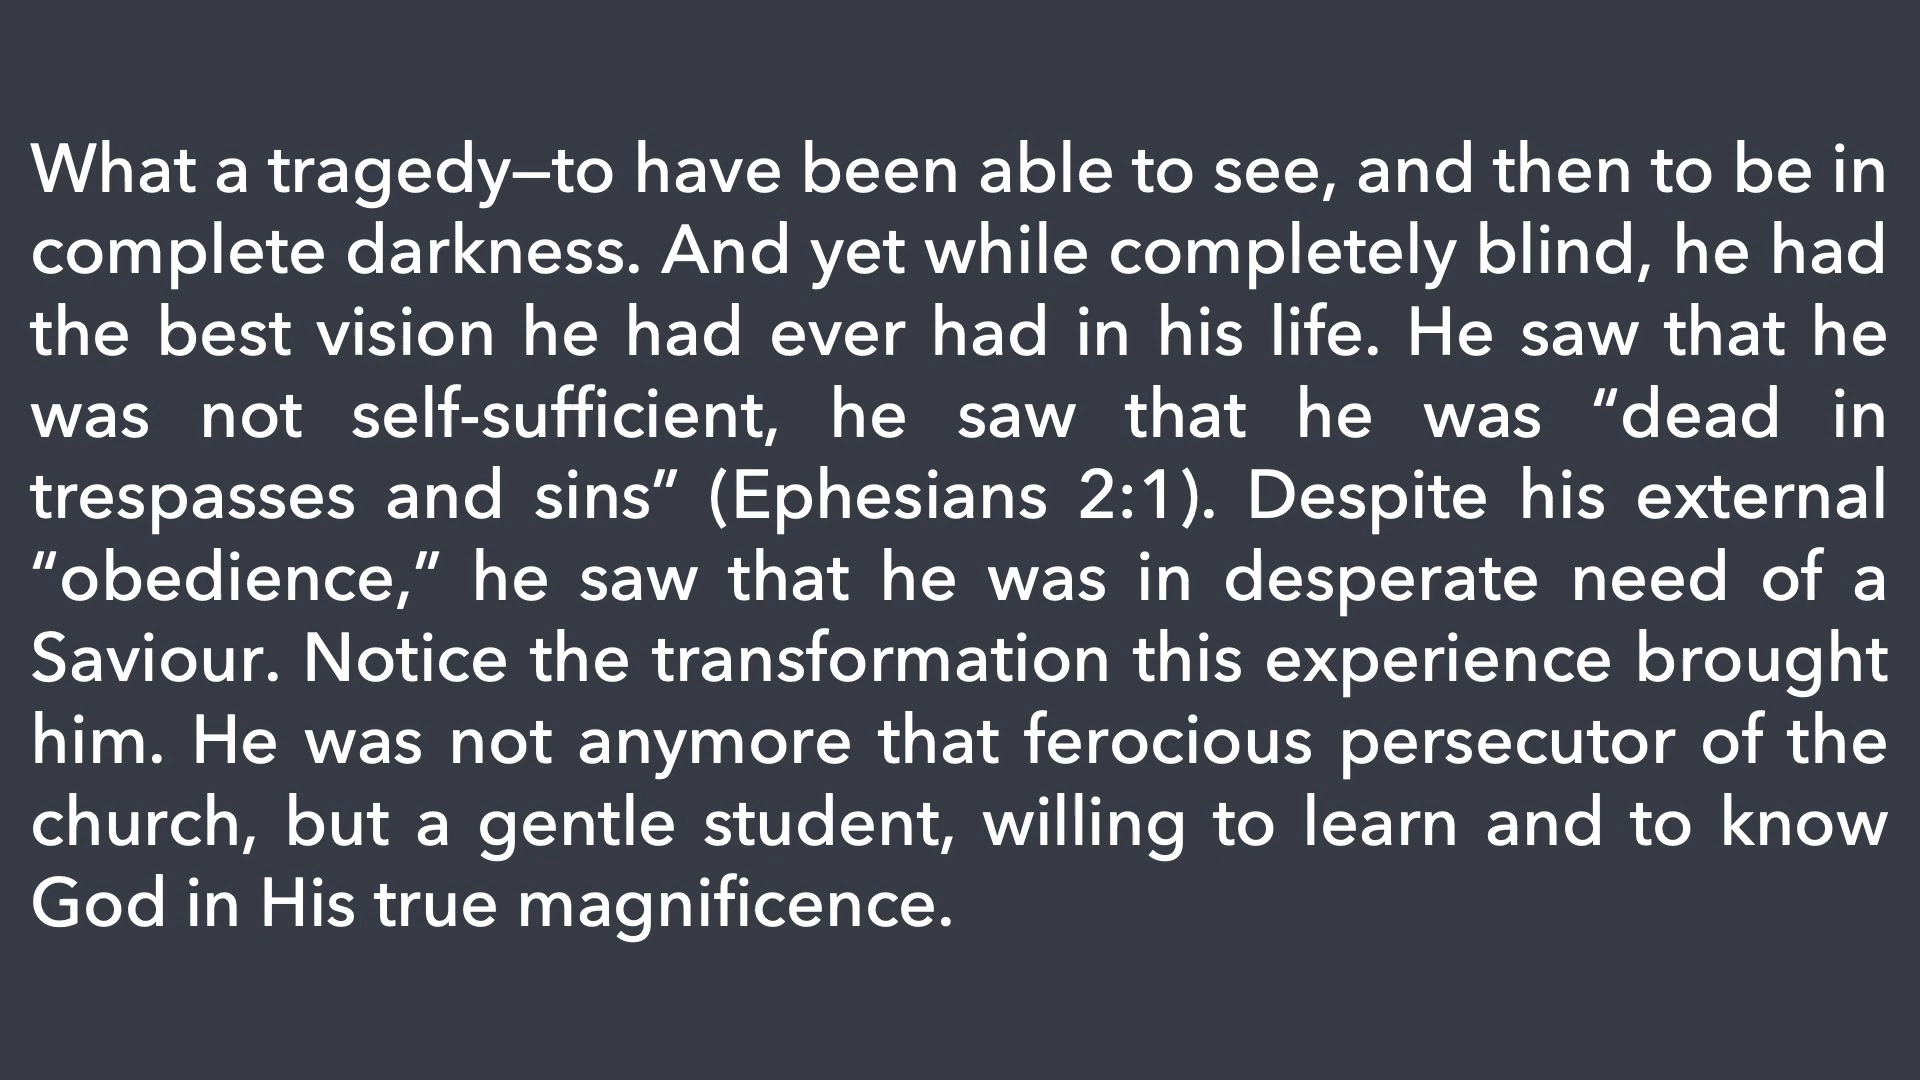 What a tragedy—to have been able to see, and then to be in
complete darkness. And yet while completely blind, he had
the best vision he had ever had in his life. He saw that he
was not self-sufficient, he saw that he was “dead in
trespasses and sins” (Ephesians 2:1). Despite his external
“obedience,” he saw that he was in desperate need of a
Saviour. Notice the transformation this experience brought
him. He was not anymore that ferocious persecutor of the
church, but a gentle student, willing to learn and to know
God in His true magnificence.